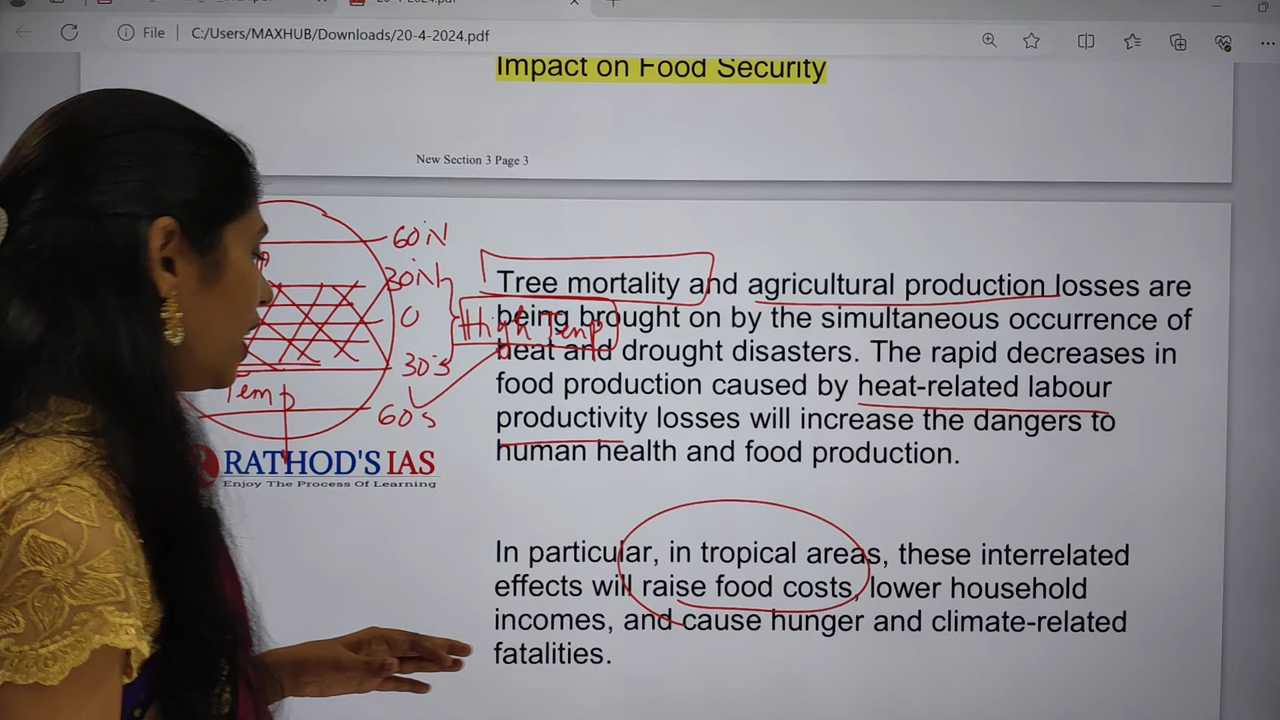 20-4-2024.pdf
File | C:/Users/MAXHUB/Downloads/20-4-2024.pdf
Impact on Food Security
New Section 3 Page 3
60°N
30°N
0
30°S
60°S
High Temp
Temp
RATHOD'S IAS
Enjoy The Process Of Learning
Tree mortality and agricultural production losses are
being brought on by the simultaneous occurrence of
heat and drought disasters. The rapid decreases in
food production caused by heat-related labour
productivity losses will increase the dangers to
human health and food production.
In particular, in tropical areas, these interrelated
effects will raise food costs, lower household
incomes, and cause hunger and climate-related
fatalities.